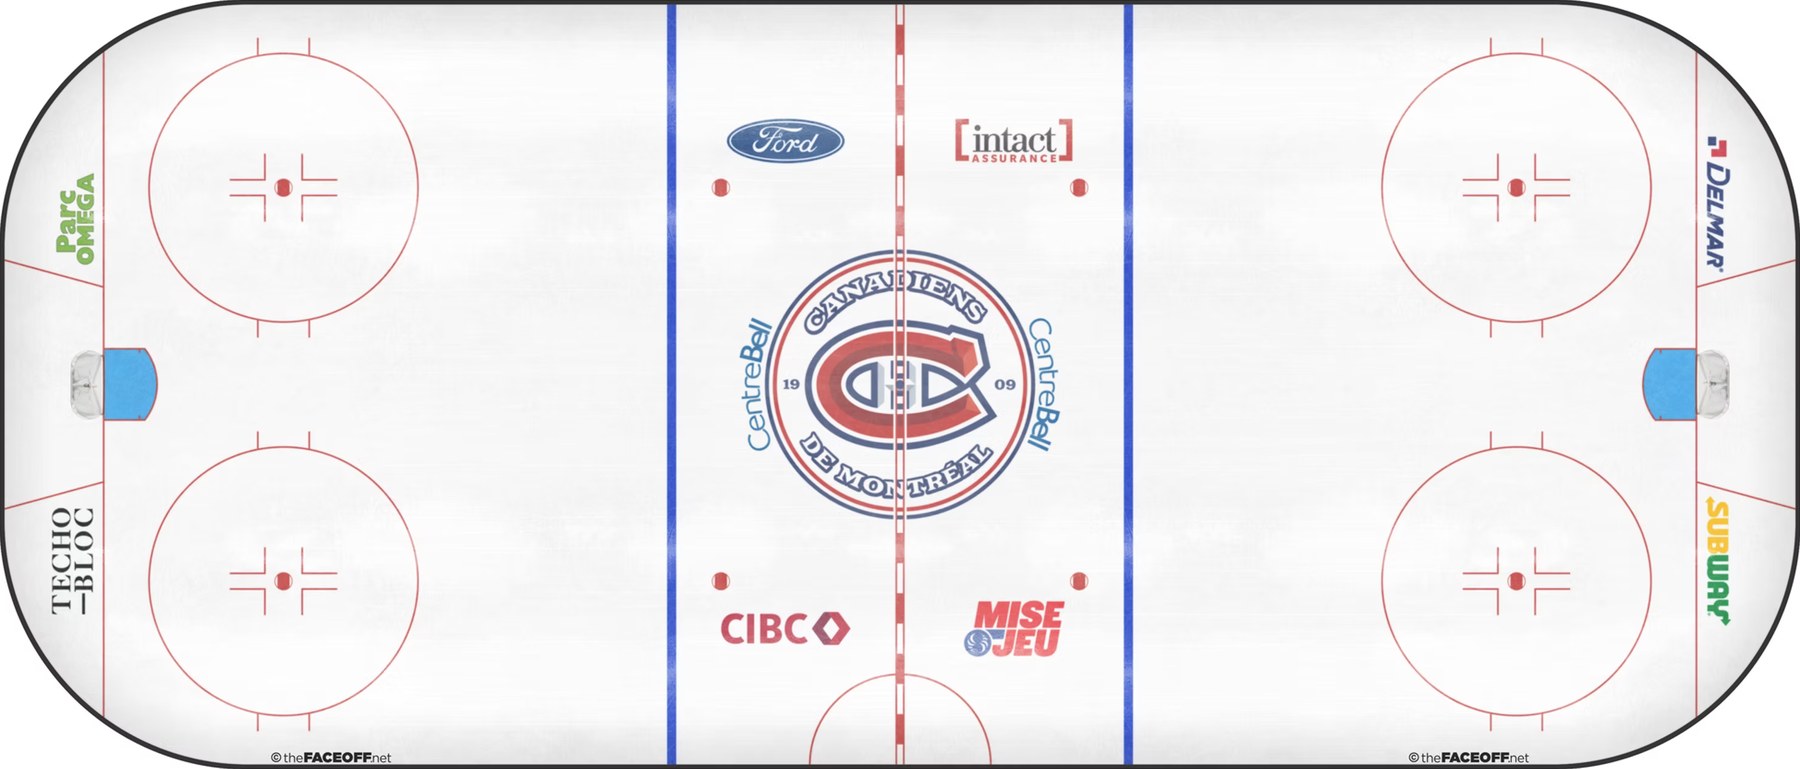 Ford
intact
ASSURANCE
Parc
OMEGA
DELMAR
CANADIENS
CentreBell
19
09
CentreBell
DE MONTRÉAL
TECHO
–BLOC
SUBWAY
CIBC
MISE
O JEU
©theFACEOFF.net
©theFACEOFF.net